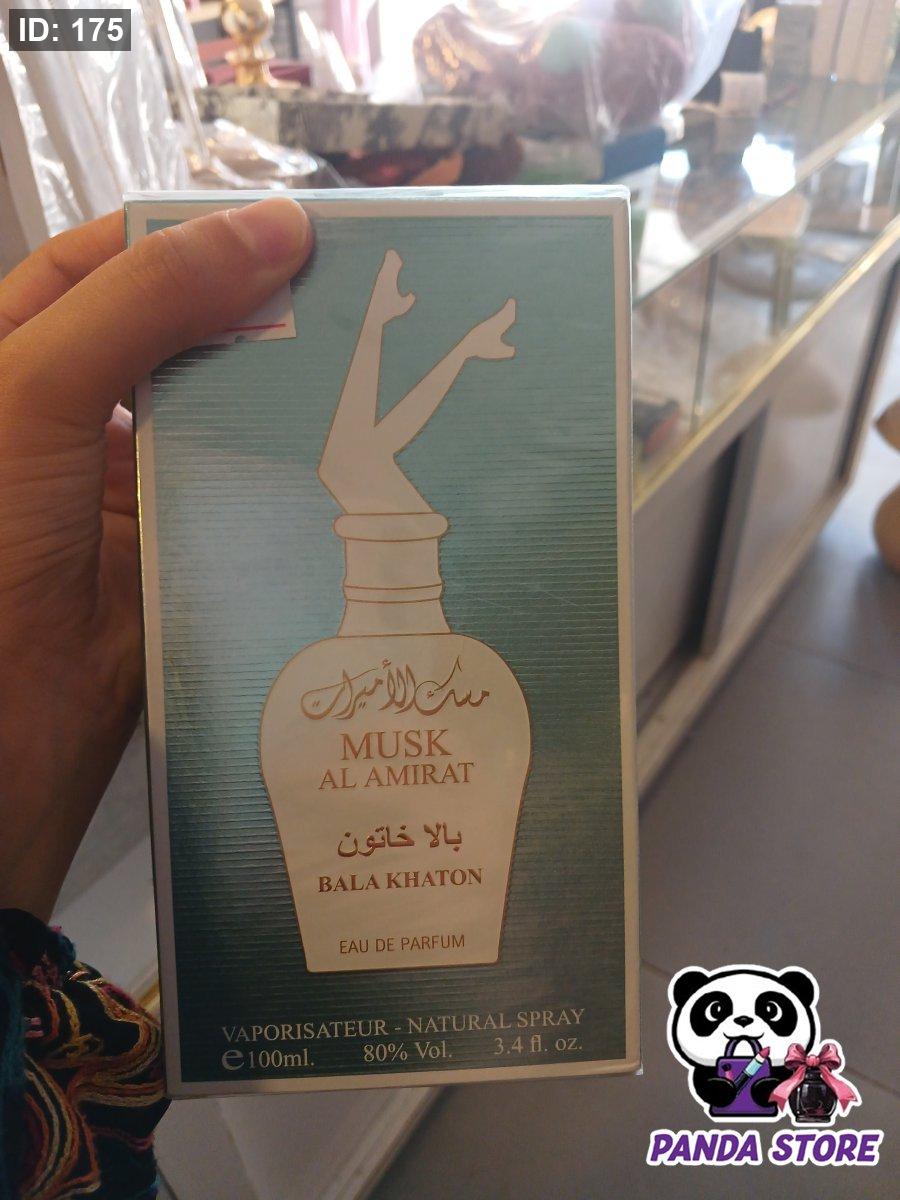 ID: 175
مسك الأميرات
MUSK
AL AMIRAT
بالا خاتون
BALA KHATON
EAU DE PARFUM
VAPORISATEUR - NATURAL SPRAY
℮100ml. 80% Vol. 3.4 fl. oz.
PANDA STORE